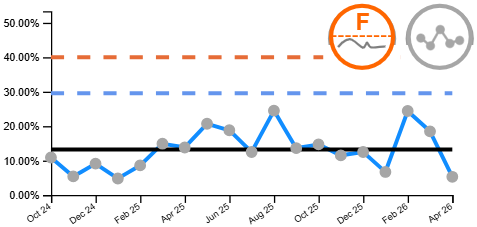 F
50.00%
40.00%
30.00%
20.00%
10.00%
0.00%
Oct 24
Dec 24
Feb 25
Apr 25
Jun 25
Aug 25
Oct 25
Dec 25
Feb 26
Apr 26